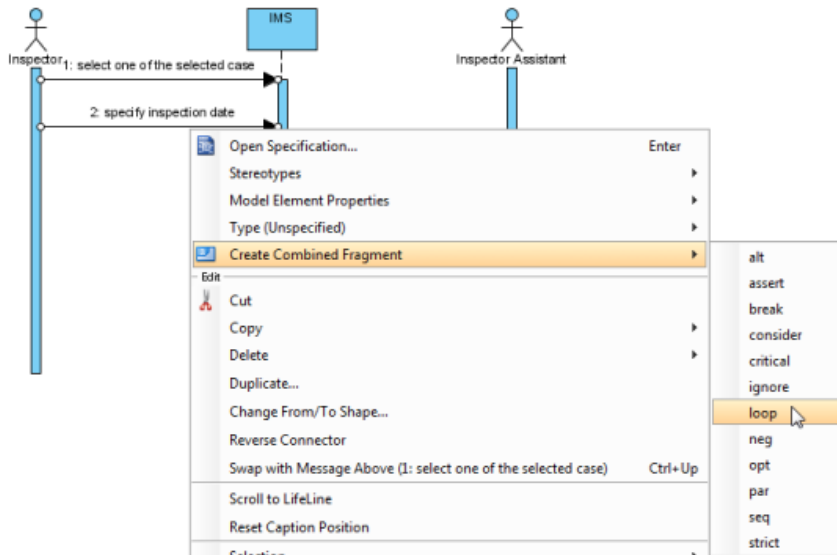 IMS
Inspector
Inspector Assistant
1: select one of the selected case
2: specify inspection date
Open Specification... Enter
Stereotypes
Model Element Properties
Type (Unspecified)
Create Combined Fragment
Edit
Cut
Copy
Delete
Duplicate...
Change From/To Shape...
Reverse Connector
Swap with Message Above (1: select one of the selected case) Ctrl+Up
Scroll to LifeLine
Reset Caption Position
Selection
alt
assert
break
consider
critical
ignore
loop
neg
opt
par
seq
strict